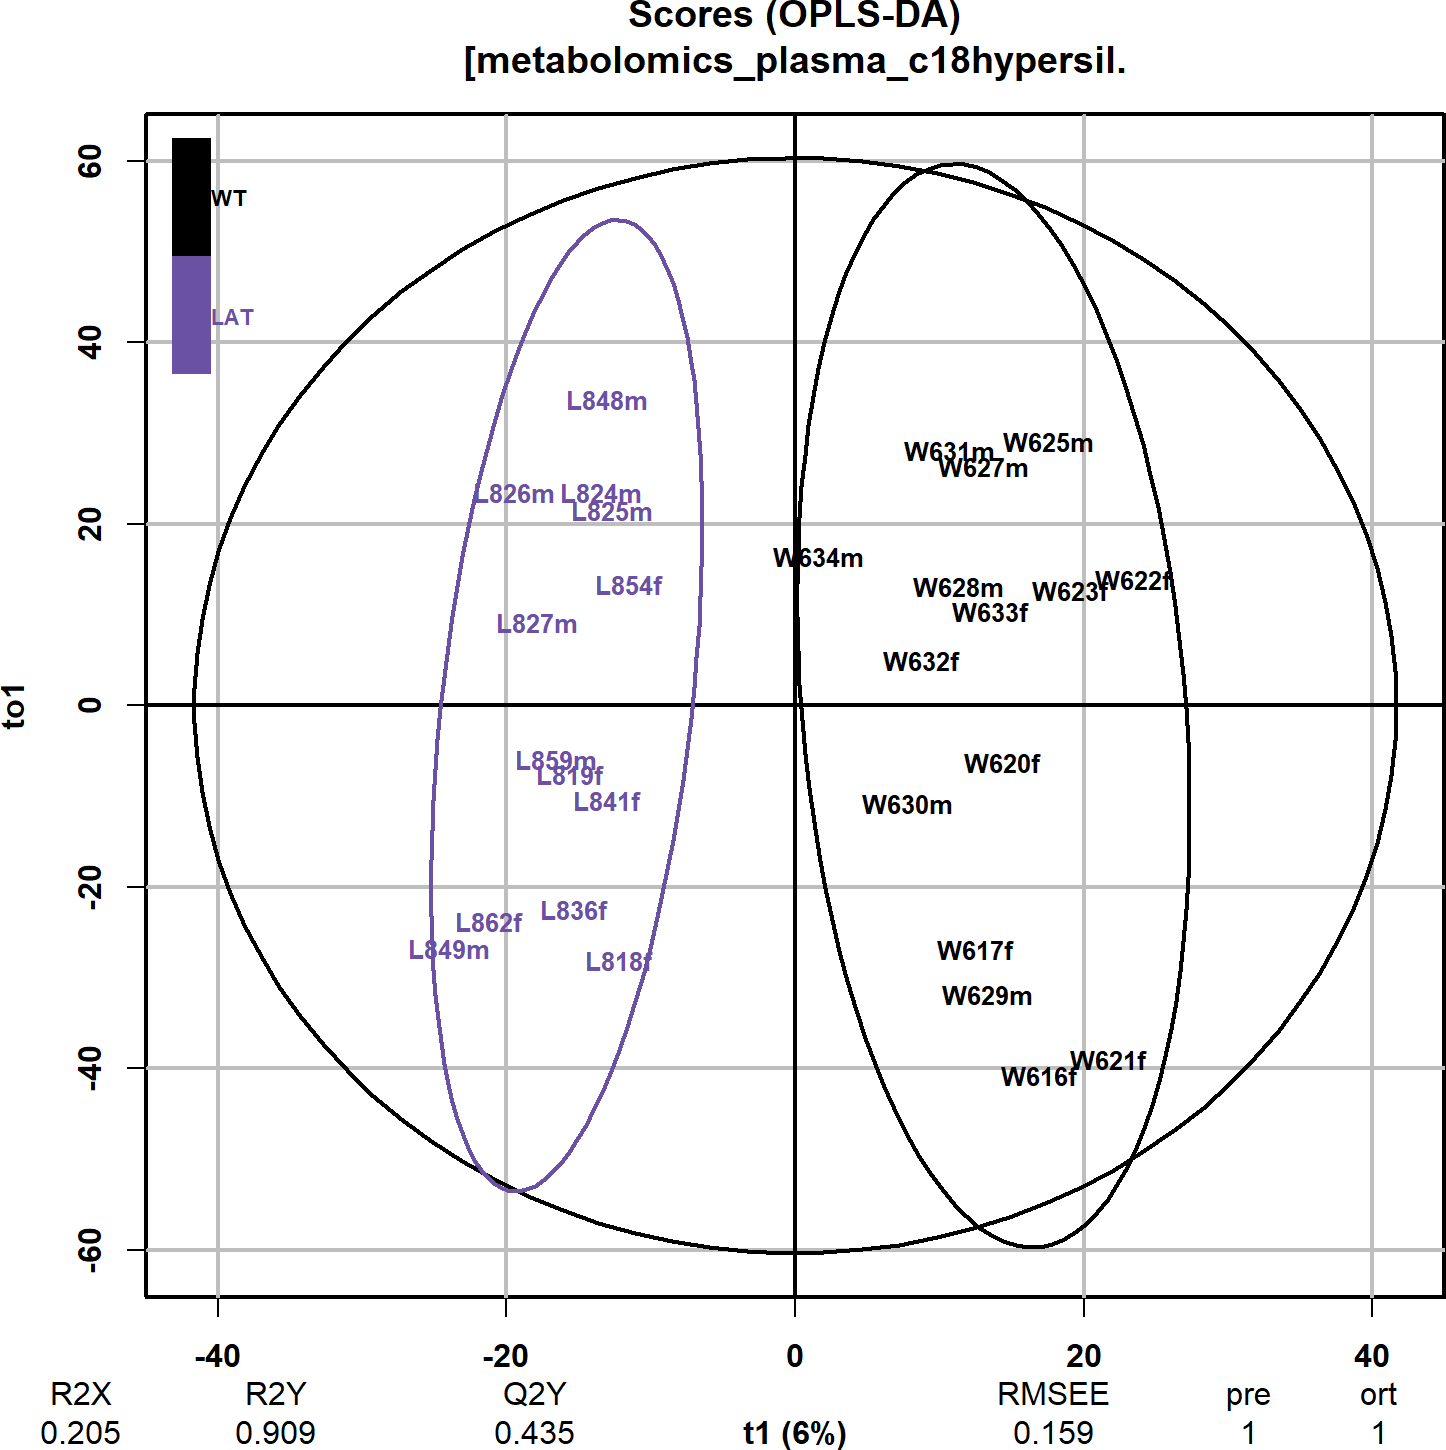 Scores (OPLS-DA)
[metabolomics_plasma_c18hypersil.
60
WT
LAT
40
L848m
W625m
W631m
W627m
L826m L824m
L825m
20
W634m
W622f
L854f
W628m
W623f
W633f
L827m
W632f
to1
0
L859m
W620f
L819f
L841f
W630m
-20
L836f
L862f
L849m
W617f
L818f
W629m
-40
W621f
W616f
-60
-40 -20 0 20 40
R2X R2Y Q2Y RMSEE pre ort
0.205 0.909 0.435 t1 (6%) 0.159 1 1